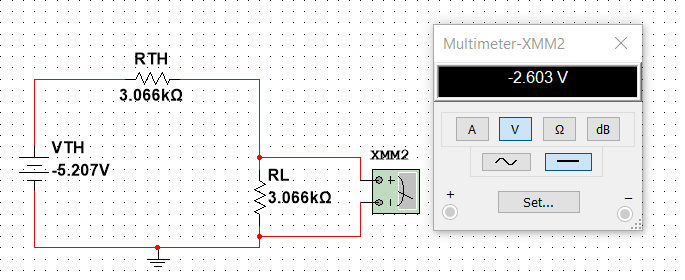 Multimeter-XMM2
-2.603 V
RTH
3.066kΩ
A V Ω dB
VTH
-5.207V
XMM2
RL
3.066kΩ
+ −
Set...